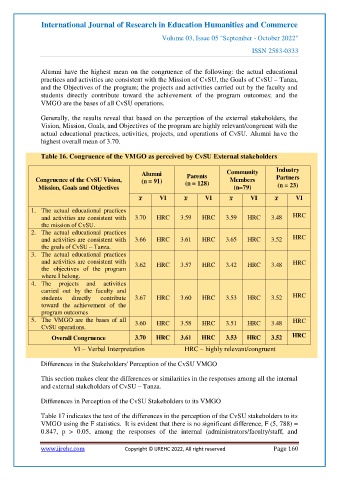 International Journal of Research in Education Humanities and Commerce
Volume 03, Issue 05 "September - October 2022"
ISSN 2583-0333
Alumni have the highest mean on the congruence of the following: the actual educational
practices and activities are consistent with the Mission of CvSU, the Goals of CvSU – Tanza,
and the Objectives of the program; the projects and activities carried out by the faculty and
students directly contribute toward the achievement of the program outcomes; and the
VMGO are the bases of all CvSU operations.
Generally, the results reveal that based on the perception of the external stakeholders, the
Vision, Mission, Goals, and Objectives of the program are highly relevant/congruent with the
actual educational practices, activities, projects, and operations of CvSU. Alumni have the
highest overall mean of 3.70.
Table 16. Congruence of the VMGO as perceived by CvSU External stakeholders
Congruence of the CvSU Vision,
Mission, Goals and Objectives
Alumni
(n = 91)
Parents
(n = 128)
Community
Members
(n=79)
Industry
Partners
(n = 23)
x̄ VI x̄ VI x̄ VI x̄ VI
1. The actual educational practices
and activities are consistent with 3.70 HRC 3.59 HRC 3.59 HRC 3.48 HRC
the mission of CvSU.
2. The actual educational practices
and activities are consistent with 3.66 HRC 3.61 HRC 3.65 HRC 3.52 HRC
the goals of CvSU – Tanza.
3. The actual educational practices
and activities are consistent with 3.62 HRC 3.57 HRC 3.42 HRC 3.48 HRC
the objectives of the program
where I belong.
4. The projects and activities
carried out by the faculty and
students directly contribute 3.67 HRC 3.60 HRC 3.53 HRC 3.52 HRC
toward the achievement of the
program outcomes
5. The VMGO are the bases of all 3.60 HRC 3.58 HRC 3.51 HRC 3.48 HRC
CvSU operations.
Overall Congruence 3.70 HRC 3.61 HRC 3.53 HRC 3.52 HRC
VI – Verbal Interpretation HRC – highly relevant/congruent
Differences in the Stakeholders' Perception of the CvSU VMGO
This section makes clear the differences or similarities in the responses among all the internal
and external stakeholders of CvSU – Tanza.
Differences in Perception of the CvSU Stakeholders to its VMGO
Table 17 indicates the test of the differences in the perception of the CvSU stakeholders to its
VMGO using the F statistics. It is evident that there is no significant difference, F (5, 788) =
0.847, p > 0.05, among the responses of the internal (administrators/faculty/staff, and
www.ijrehc.com Copyright © IJREHC 2022, All right reserved Page 160